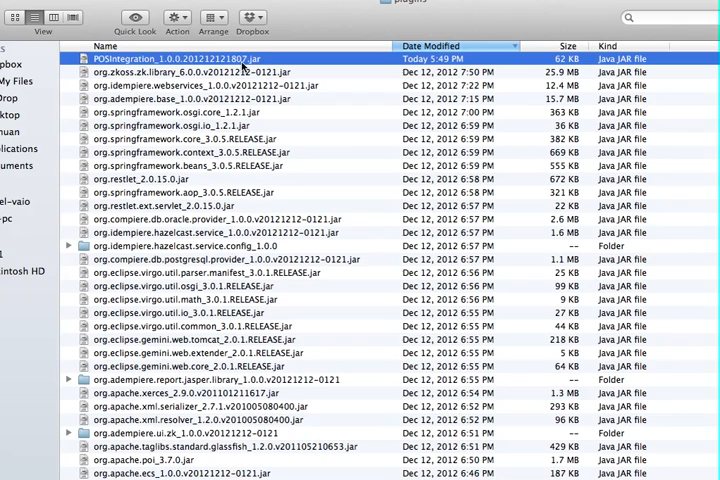 plugins
View
Quick Look
Action
Arrange
Dropbox
Name Date Modified Size Kind
POSIntegration_1.0.0.201212121807.jar Today 5:49 PM 62 KB Java JAR file
org.zkoss.zk.library_6.0.0.v20121212-0121.jar Dec 12, 2012 7:50 PM 25.9 MB Java JAR file
org.idempiere.webservices_1.0.0.v20121212-0121.jar Dec 12, 2012 7:22 PM 12.4 MB Java JAR file
org.adempiere.base_1.0.0.v20121212-0121.jar Dec 12, 2012 7:15 PM 15.7 MB Java JAR file
org.springframework.osgi.core_1.2.1.jar Dec 12, 2012 7:00 PM 363 KB Java JAR file
org.springframework.osgi.io_1.2.1.jar Dec 12, 2012 6:59 PM 36 KB Java JAR file
org.springframework.core_3.0.5.RELEASE.jar Dec 12, 2012 6:59 PM 382 KB Java JAR file
org.springframework.context_3.0.5.RELEASE.jar Dec 12, 2012 6:59 PM 669 KB Java JAR file
org.springframework.beans_3.0.5.RELEASE.jar Dec 12, 2012 6:59 PM 555 KB Java JAR file
org.restlet_2.0.15.0.jar Dec 12, 2012 6:58 PM 672 KB Java JAR file
org.springframework.aop_3.0.5.RELEASE.jar Dec 12, 2012 6:58 PM 321 KB Java JAR file
org.restlet.ext.servlet_2.0.15.0.jar Dec 12, 2012 6:57 PM 22 KB Java JAR file
org.compiere.db.oracle.provider_1.0.0.v20121212-0121.jar Dec 12, 2012 6:57 PM 2.6 MB Java JAR file
org.idempiere.hazelcast.service_1.0.0.v20121212-0121.jar Dec 12, 2012 6:57 PM 1.6 MB Java JAR file
org.idempiere.hazelcast.service.config_1.0.0 Dec 12, 2012 6:57 PM -- Folder
org.compiere.db.postgresql.provider_1.0.0.v20121212-0121.jar Dec 12, 2012 6:57 PM 1.1 MB Java JAR file
org.eclipse.virgo.util.parser.manifest_3.0.1.RELEASE.jar Dec 12, 2012 6:56 PM 25 KB Java JAR file
org.eclipse.virgo.util.osgi_3.0.1.RELEASE.jar Dec 12, 2012 6:56 PM 99 KB Java JAR file
org.eclipse.virgo.util.math_3.0.1.RELEASE.jar Dec 12, 2012 6:56 PM 9 KB Java JAR file
org.eclipse.virgo.util.io_3.0.1.RELEASE.jar Dec 12, 2012 6:55 PM 27 KB Java JAR file
org.eclipse.virgo.util.common_3.0.1.RELEASE.jar Dec 12, 2012 6:55 PM 44 KB Java JAR file
org.eclipse.gemini.web.tomcat_2.0.1.RELEASE.jar Dec 12, 2012 6:55 PM 218 KB Java JAR file
org.eclipse.gemini.web.extender_2.0.1.RELEASE.jar Dec 12, 2012 6:55 PM 5 KB Java JAR file
org.eclipse.gemini.web.core_2.0.1.RELEASE.jar Dec 12, 2012 6:55 PM 64 KB Java JAR file
org.adempiere.report.jasper.library_1.0.0.v20121212-0121 Dec 12, 2012 6:55 PM -- Folder
org.apache.xerces_2.9.0.v201101211617.jar Dec 12, 2012 6:54 PM 1.3 MB Java JAR file
org.apache.xml.serializer_2.7.1.v201005080400.jar Dec 12, 2012 6:52 PM 293 KB Java JAR file
org.apache.xml.resolver_1.2.0.v201005080400.jar Dec 12, 2012 6:52 PM 96 KB Java JAR file
org.adempiere.ui.zk_1.0.0.v20121212-0121 Dec 12, 2012 6:51 PM -- Folder
org.apache.taglibs.standard.glassfish_1.2.0.v201105210653.jar Dec 12, 2012 6:51 PM 429 KB Java JAR file
org.apache.poi_3.7.0.jar Dec 12, 2012 6:50 PM 1.7 MB Java JAR file
org.apache.ecs_1.0.0.v20121212-0121.jar Dec 12, 2012 6:46 PM 187 KB Java JAR file
S
pbox
My Files
Drop
ktop
huan
plications
uments
el-vaio
-pc
1
cintosh HD